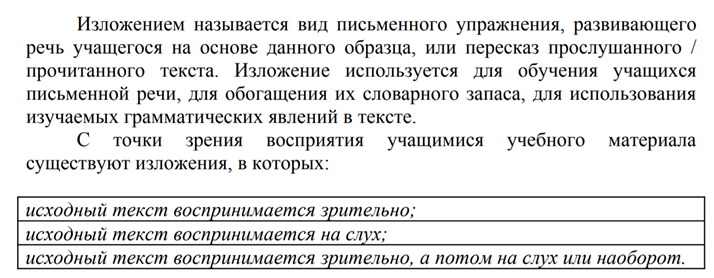 Изложением называется вид письменного упражнения, развивающего
речь учащегося на основе данного образца, или пересказ прослушанного /
прочитанного текста. Изложение используется для обучения учащихся
письменной речи, для обогащения их словарного запаса, для использования
изучаемых грамматических явлений в тексте.
С точки зрения восприятия учащимися учебного материала
существуют изложения, в которых:
исходный текст воспринимается зрительно;
исходный текст воспринимается на слух;
исходный текст воспринимается зрительно, а потом на слух или наоборот.